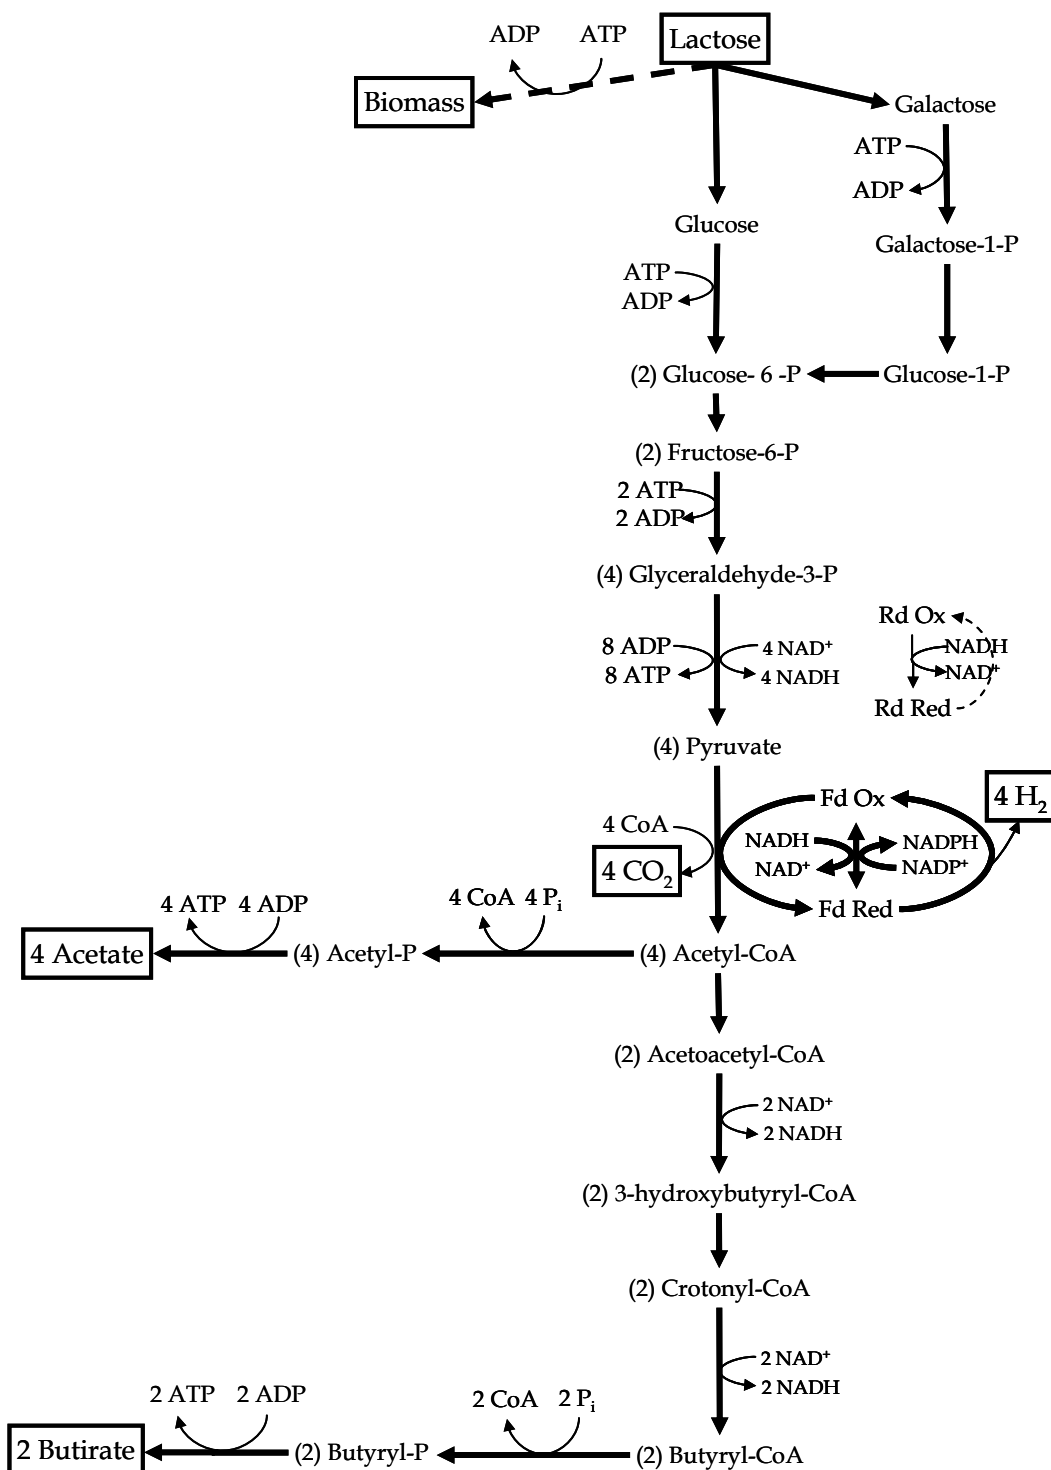 ADP ATP Lactose
Biomass
Galactose
ATP
ADP
Glucose
Galactose-1-P
ATP
ADP
(2) Glucose- 6 -P
Glucose-1-P
(2) Fructose-6-P
2 ATP
2 ADP
(4) Glyceraldehyde-3-P
Rd Ox
8 ADP
4 NAD⁺
NADH
8 ATP
4 NADH
NAD⁺
Rd Red
(4) Pyruvate
Fd Ox
4 H₂
4 CoA
NADH
NADPH
4 CO₂
NAD⁺
NADP⁺
Fd Red
4 ATP 4 ADP
4 CoA 4 Pᵢ
4 Acetate
(4) Acetyl-P
(4) Acetyl-CoA
(2) Acetoacetyl-CoA
2 NAD⁺
2 NADH
(2) 3-hydroxybutyryl-CoA
(2) Crotonyl-CoA
2 NAD⁺
2 NADH
2 ATP 2 ADP
2 CoA 2 Pᵢ
2 Butirate
(2) Butyryl-P
(2) Butyryl-CoA